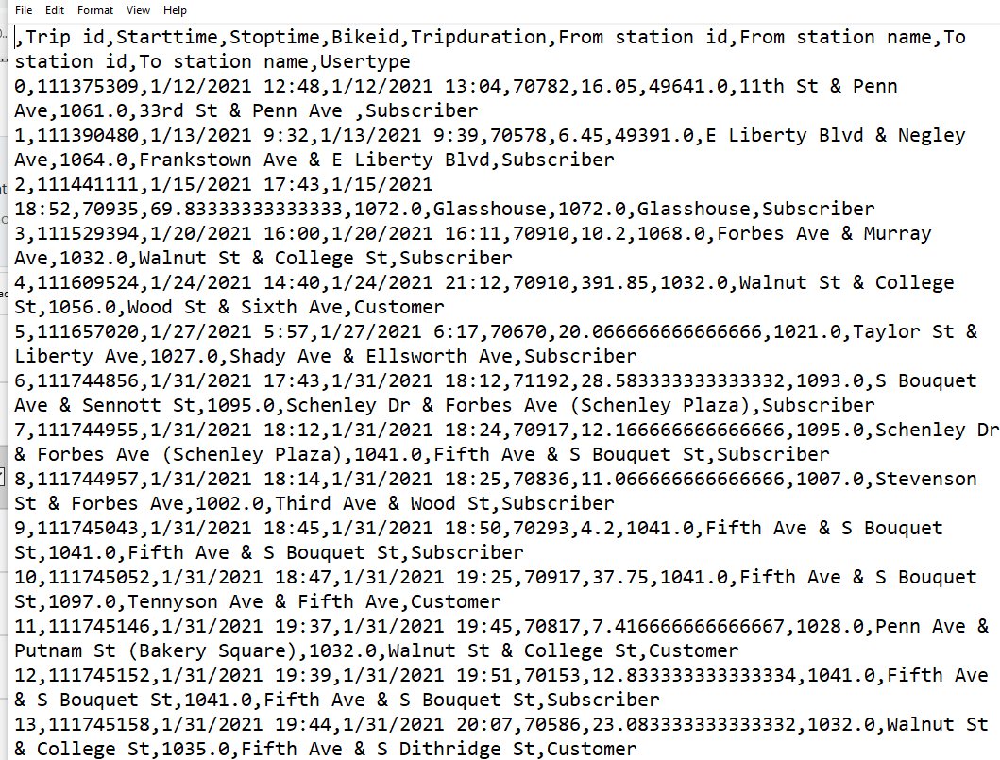 File Edit Format View Help
,Trip id,Starttime,Stoptime,Bikeid,Tripduration,From station id,From station name,To
station id,To station name,Usertype
0,111375309,1/12/2021 12:48,1/12/2021 13:04,70782,16.05,49641.0,11th St & Penn
Ave,1061.0,33rd St & Penn Ave ,Subscriber
1,111390480,1/13/2021 9:32,1/13/2021 9:39,70578,6.45,49391.0,E Liberty Blvd & Negley
Ave,1064.0,Frankstown Ave & E Liberty Blvd,Subscriber
2,111441111,1/15/2021 17:43,1/15/2021
18:52,70935,69.83333333333333,1072.0,Glasshouse,1072.0,Glasshouse,Subscriber
3,111529394,1/20/2021 16:00,1/20/2021 16:11,70910,10.2,1068.0,Forbes Ave & Murray
Ave,1032.0,Walnut St & College St,Subscriber
4,111609524,1/24/2021 14:40,1/24/2021 21:12,70910,391.85,1032.0,Walnut St & College
St,1056.0,Wood St & Sixth Ave,Customer
5,111657020,1/27/2021 5:57,1/27/2021 6:17,70670,20.066666666666666,1021.0,Taylor St &
Liberty Ave,1027.0,Shady Ave & Ellsworth Ave,Subscriber
6,111744856,1/31/2021 17:43,1/31/2021 18:12,71192,28.583333333333332,1093.0,S Bouquet
Ave & Sennott St,1095.0,Schenley Dr & Forbes Ave (Schenley Plaza),Subscriber
7,111744955,1/31/2021 18:12,1/31/2021 18:24,70917,12.166666666666666,1095.0,Schenley Dr
& Forbes Ave (Schenley Plaza),1041.0,Fifth Ave & S Bouquet St,Subscriber
8,111744957,1/31/2021 18:14,1/31/2021 18:25,70836,11.066666666666666,1007.0,Stevenson
St & Forbes Ave,1002.0,Third Ave & Wood St,Subscriber
9,111745043,1/31/2021 18:45,1/31/2021 18:50,70293,4.2,1041.0,Fifth Ave & S Bouquet
St,1041.0,Fifth Ave & S Bouquet St,Subscriber
10,111745052,1/31/2021 18:47,1/31/2021 19:25,70917,37.75,1041.0,Fifth Ave & S Bouquet
St,1097.0,Tennyson Ave & Fifth Ave,Customer
11,111745146,1/31/2021 19:37,1/31/2021 19:45,70817,7.416666666666667,1028.0,Penn Ave &
Putnam St (Bakery Square),1032.0,Walnut St & College St,Customer
12,111745152,1/31/2021 19:39,1/31/2021 19:51,70153,12.833333333333334,1041.0,Fifth Ave
& S Bouquet St,1041.0,Fifth Ave & S Bouquet St,Subscriber
13,111745158,1/31/2021 19:44,1/31/2021 20:07,70586,23.083333333333332,1032.0,Walnut St
& College St,1035.0,Fifth Ave & S Dithridge St,Customer